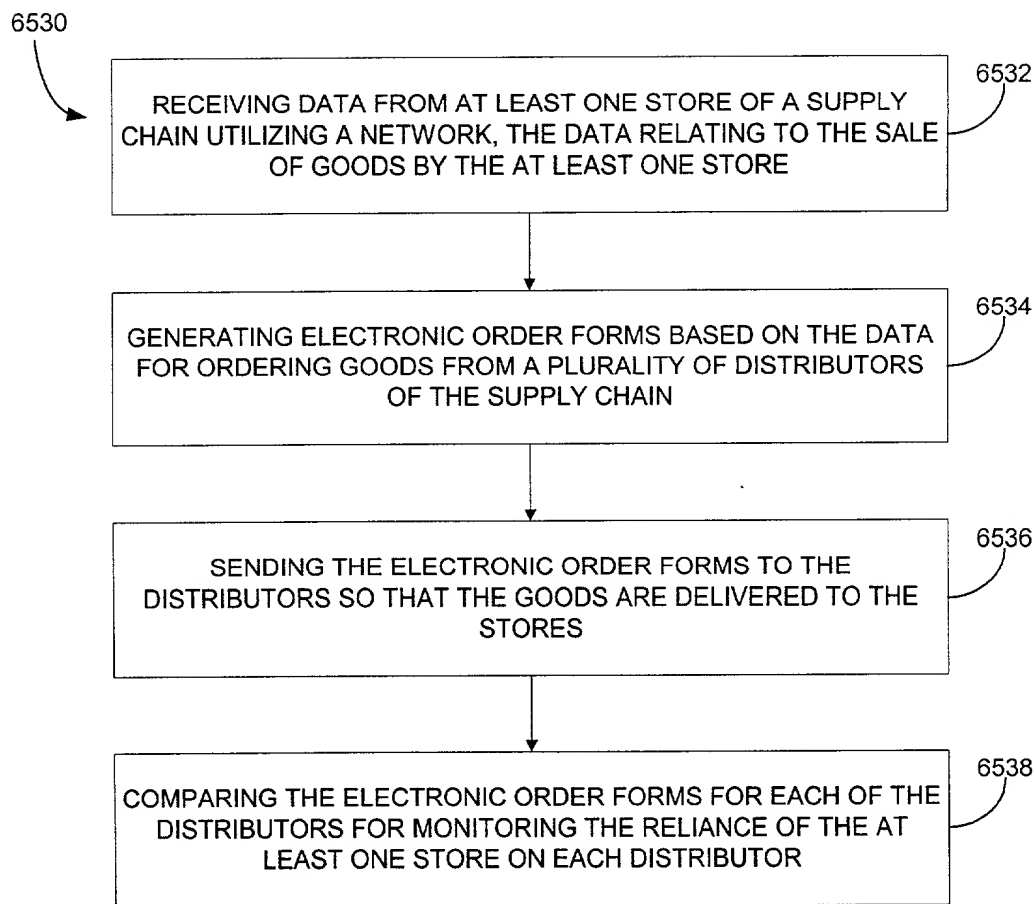 6530
6532
RECEIVING DATA FROM AT LEAST ONE STORE OF A SUPPLY
CHAIN UTILIZING A NETWORK, THE DATA RELATING TO THE SALE
OF GOODS BY THE AT LEAST ONE STORE
6534
GENERATING ELECTRONIC ORDER FORMS BASED ON THE DATA
FOR ORDERING GOODS FROM A PLURALITY OF DISTRIBUTORS
OF THE SUPPLY CHAIN
6536
SENDING THE ELECTRONIC ORDER FORMS TO THE
DISTRIBUTORS SO THAT THE GOODS ARE DELIVERED TO THE
STORES
6538
COMPARING THE ELECTRONIC ORDER FORMS FOR EACH OF THE
DISTRIBUTORS FOR MONITORING THE RELIANCE OF THE AT
LEAST ONE STORE ON EACH DISTRIBUTOR